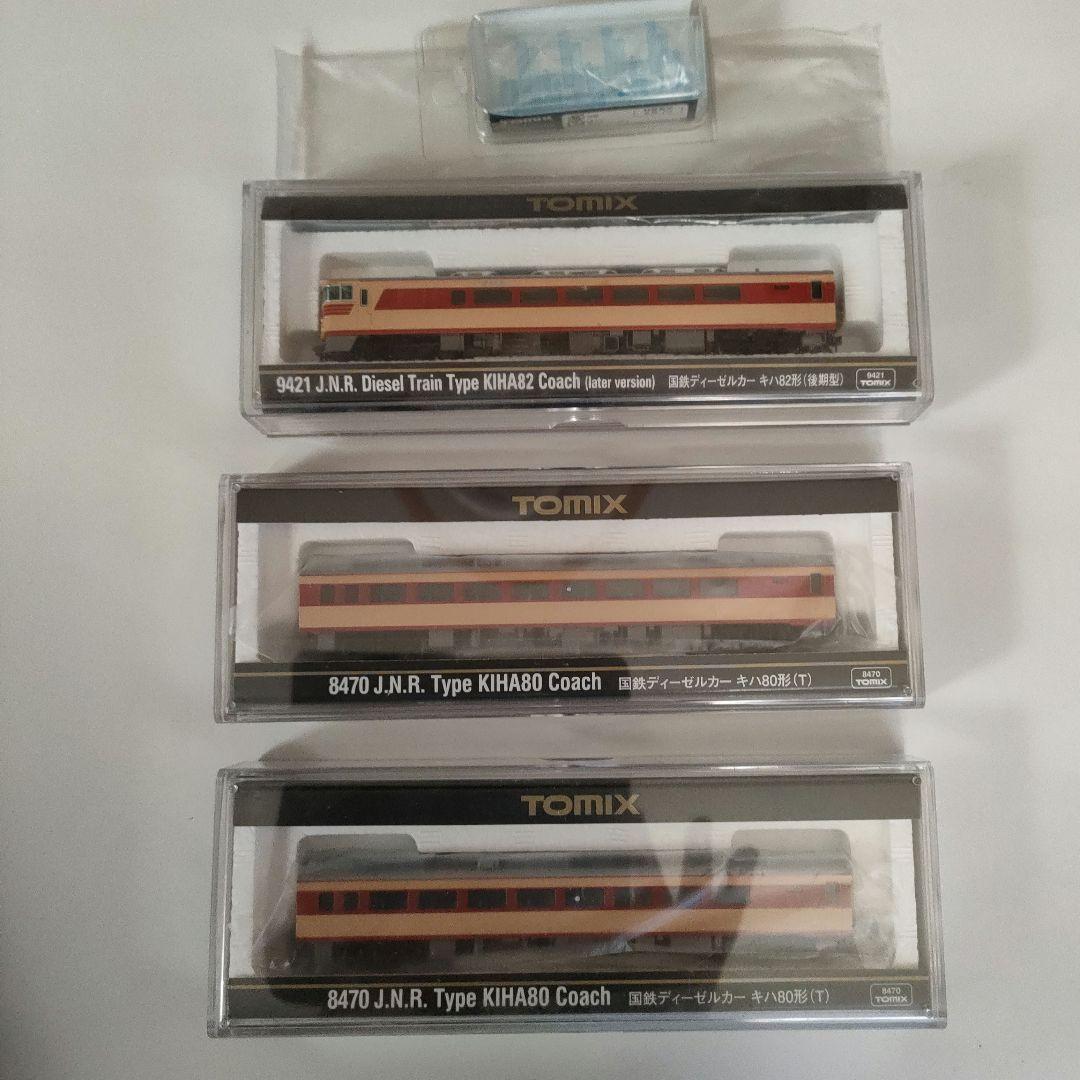 TOMIX
9421 J.N.R. Diesel Train Type KIHA82 Coach (later version) 国鉄ディーゼルカー キハ82形(後期型)
9421
TOMIX
TOMIX
8470 J.N.R. Type KIHA80 Coach 国鉄ディーゼルカー キハ80形(T)
8470
TOMIX
TOMIX
8470 J.N.R. Type KIHA80 Coach 国鉄ディーゼルカー キハ80形(T)
8470
TOMIX